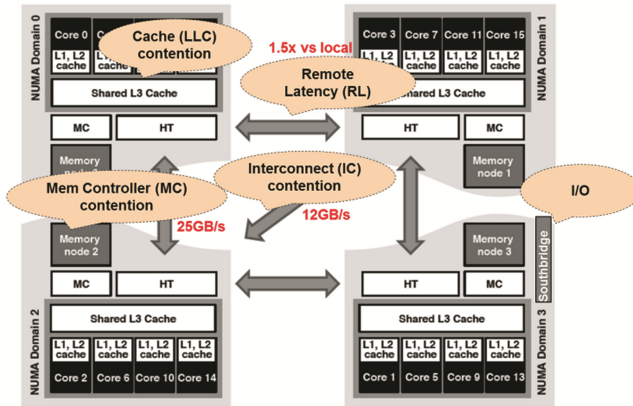 NUMA Domain 0
Core 0
Cache (LLC)
contention
L1, L2
cache
Shared L3 Cache
MC
HT
Memory
1.5x vs local
Remote
Latency (RL)
NUMA Domain 1
Core 3
Core 7
Core 11
Core 15
L1, L2
L1, L2
L1, L2
L1, L2
cache
cache
cache
cache
Shared L3 Cache
HT
MC
Memory
node 1
Mem Controller (MC)
contention
Interconnect (IC)
contention
25GB/s
12GB/s
I/O
Southbridge
NUMA Domain 2
Memory
node 2
MC
HT
Shared L3 Cache
L1, L2
L1, L2
L1, L2
L1, L2
cache
cache
cache
cache
Core 2
Core 6
Core 10
Core 14
NUMA Domain 3
Memory
node 3
HT
MC
Shared L3 Cache
L1, L2
L1, L2
L1, L2
L1, L2
cache
cache
cache
cache
Core 1
Core 5
Core 9
Core 13